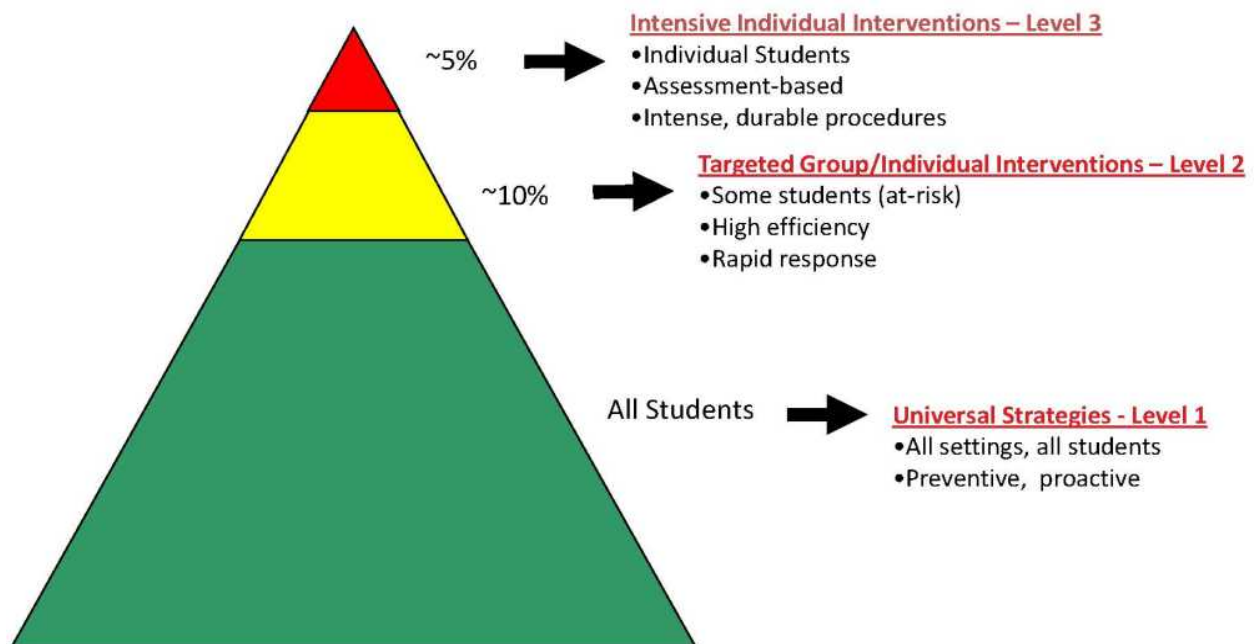 Intensive Individual Interventions – Level 3
~5%
•Individual Students
•Assessment-based
•Intense, durable procedures
Targeted Group/Individual Interventions – Level 2
~10%
•Some students (at-risk)
•High efficiency
•Rapid response
All Students
Universal Strategies - Level 1
•All settings, all students
•Preventive, proactive